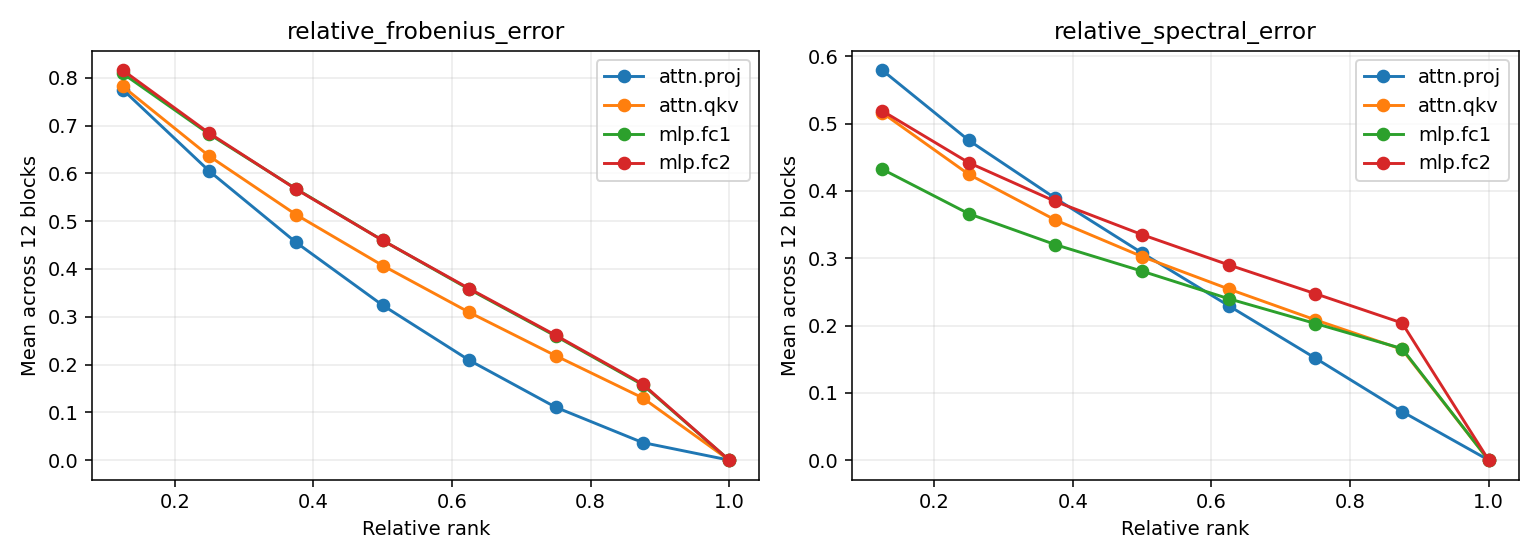 relative_frobenius_error
0.8
0.7
0.6
0.5
0.4
0.3
0.2
0.1
0.0
Mean across 12 blocks
0.2
0.4
0.6
0.8
1.0
Relative rank
attn.proj
attn.qkv
mlp.fc1
mlp.fc2
relative_spectral_error
0.6
0.5
0.4
0.3
0.2
0.1
0.0
Mean across 12 blocks
0.2
0.4
0.6
0.8
1.0
Relative rank
attn.proj
attn.qkv
mlp.fc1
mlp.fc2